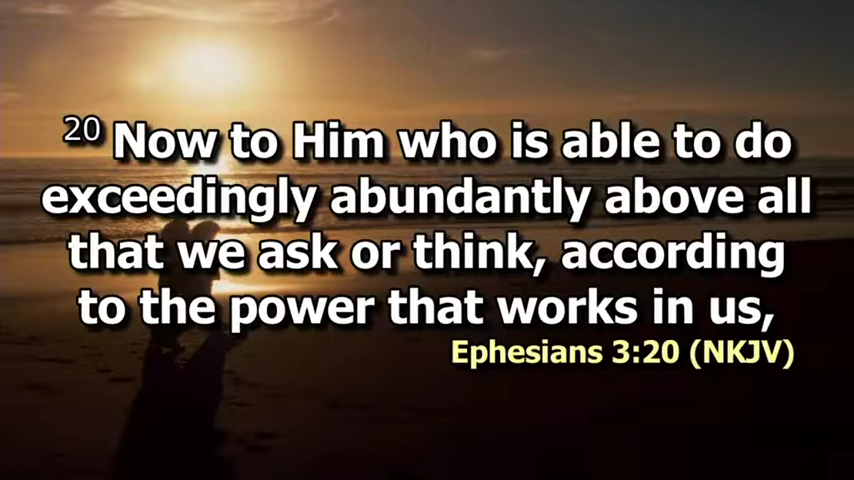 20 Now to Him who is able to do
exceedingly abundantly above all
that we ask or think, according
to the power that works in us,
Ephesians 3:20 (NKJV)